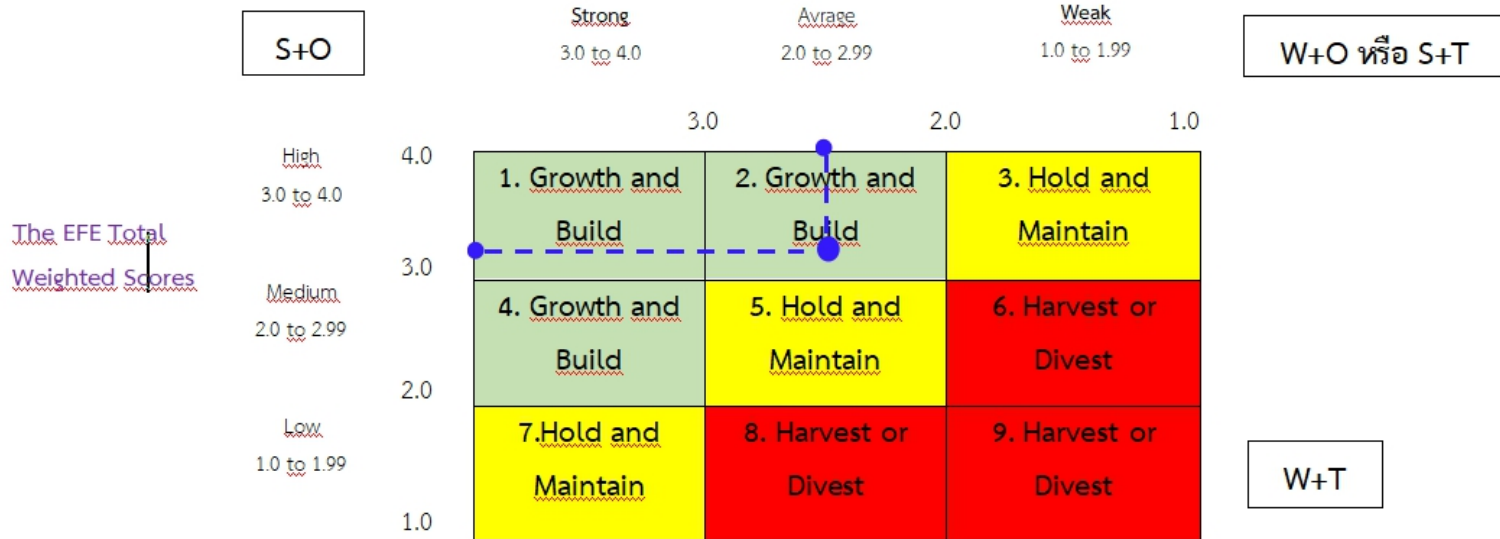 Strong
Avrage
Weak
S+O
3.0 to 4.0
2.0 to 2.99
1.0 to 1.99
W+O หรือ S+T
3.0
2.0
1.0
High
3.0 to 4.0
4.0
1. Growth and
Build
2. Growth and
Build
3. Hold and
Maintain
The EFE Total
Weighted Scores
3.0
Medium
2.0 to 2.99
4. Growth and
Build
5. Hold and
Maintain
6. Harvest or
Divest
2.0
Low
1.0 to 1.99
7.Hold and
Maintain
8. Harvest or
Divest
9. Harvest or
Divest
W+T
1.0